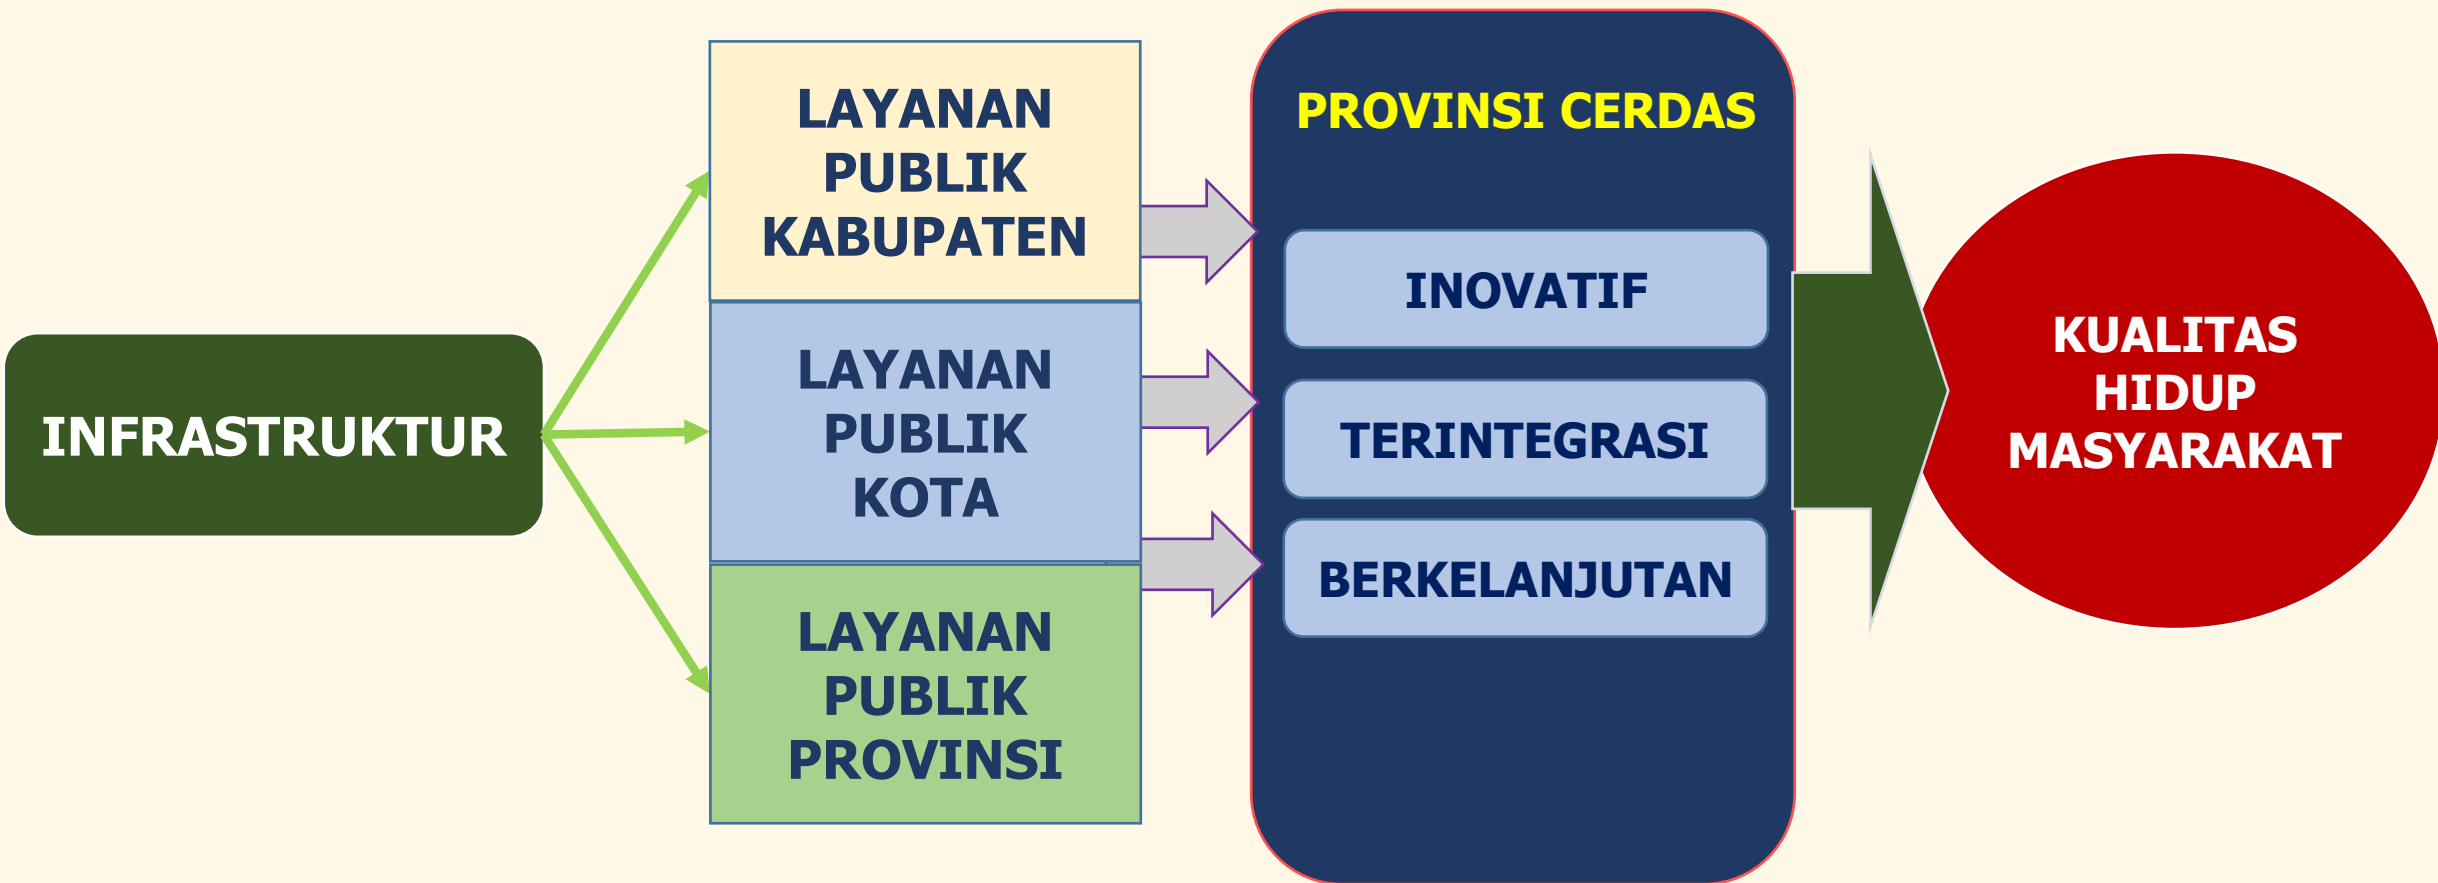 INFRASTRUKTUR
LAYANAN
PUBLIK
KABUPATEN
LAYANAN
PUBLIK
KOTA
LAYANAN
PUBLIK
PROVINSI
PROVINSI CERDAS
INOVATIF
TERINTEGRASI
BERKELANJUTAN
KUALITAS
HIDUP
MASYARAKAT